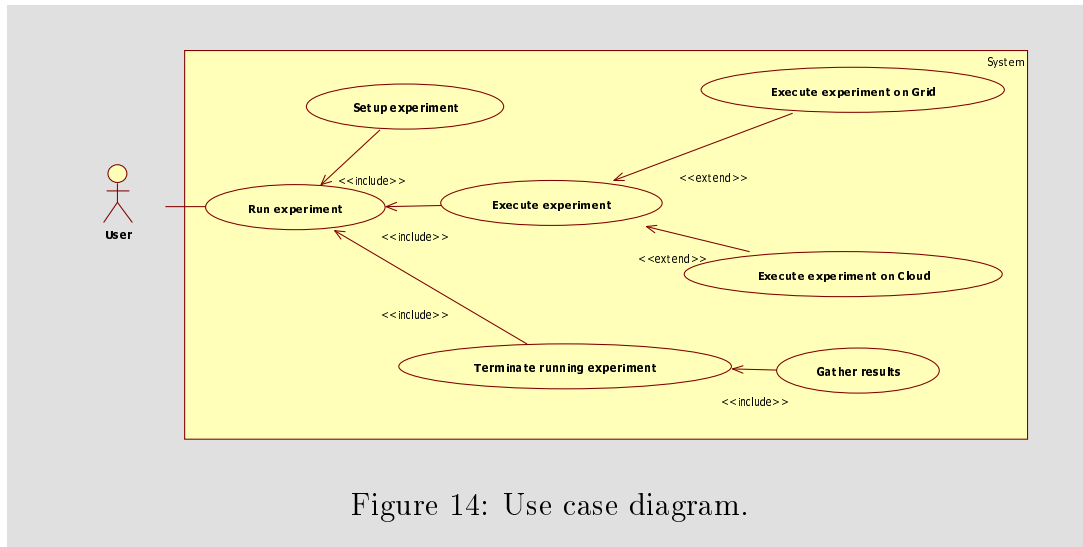 System
Execute experiment on Grid
Setup experiment
<<include>>
<<extend>>
Run experiment
Execute experiment
User
<<include>>
<<extend>>
Execute experiment on Cloud
<<include>>
Terminate running experiment
Gather results
<<include>>
Figure 14: Use case diagram.